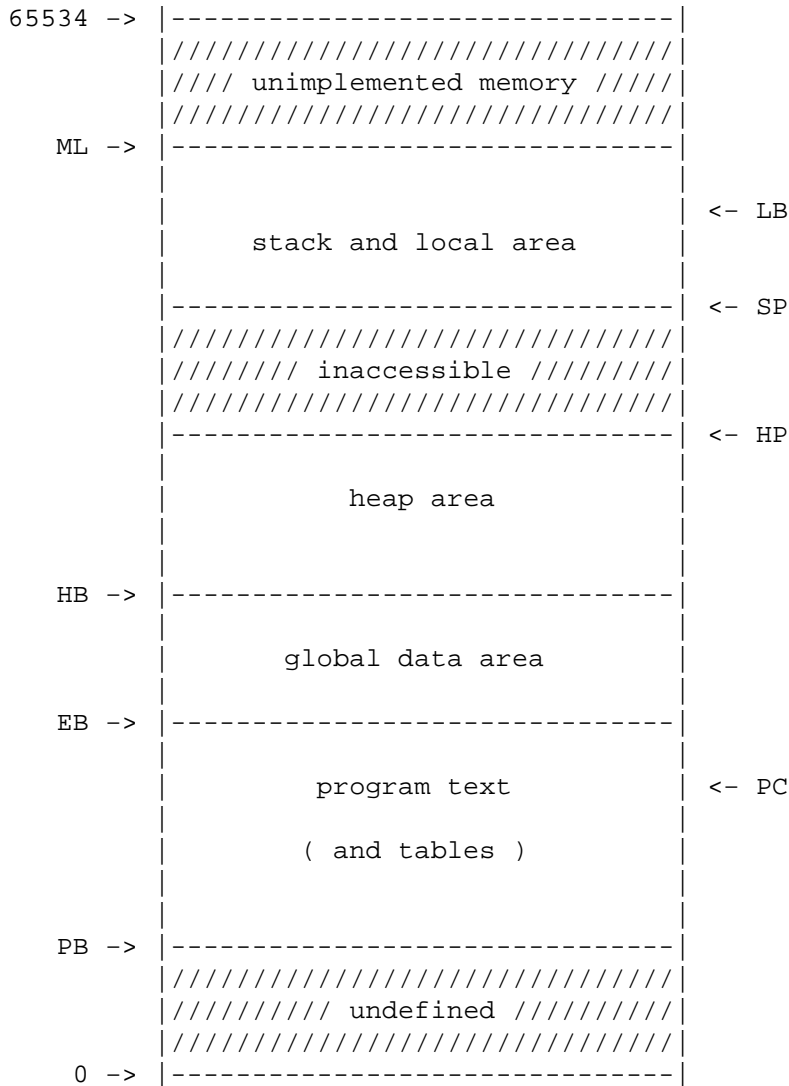 65534 -> |-------------------------------|
|///////////////////////////////|
|//// unimplemented memory /////|
|///////////////////////////////|
ML -> |-------------------------------|
| |
| | <- LB
| stack and local area |
| |
|-------------------------------| <- SP
|///////////////////////////////|
|//////// inaccessible /////////|
|///////////////////////////////|
|-------------------------------| <- HP
| |
| heap area |
| |
| |
HB -> |-------------------------------|
| |
| global data area |
| |
EB -> |-------------------------------|
| |
| program text | <- PC
| |
| ( and tables ) |
| |
| |
PB -> |-------------------------------|
|///////////////////////////////|
|////////// undefined //////////|
|///////////////////////////////|
0 -> |-------------------------------|